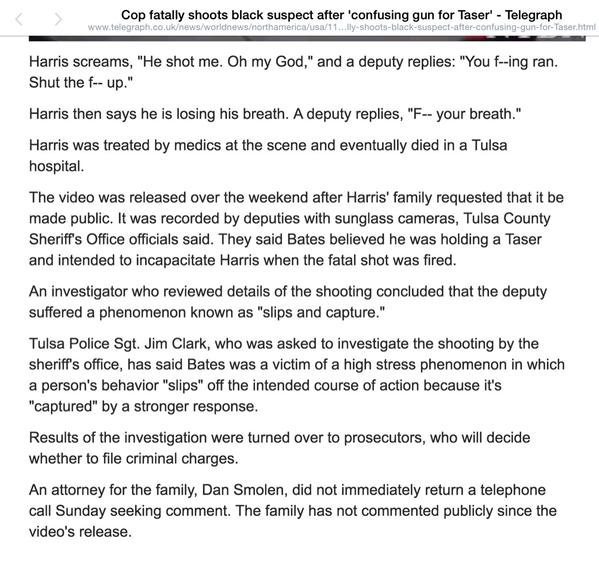 Cop fatally shoots black suspect after 'confusing gun for Taser' - Telegraph
www.telegraph.co.uk/news/worldnews/northamerica/usa/11...lly-shoots-black-suspect-after-confusing-gun-for-Taser.html
Harris screams, "He shot me. Oh my God," and a deputy replies: "You f--ing ran.
Shut the f-- up."
Harris then says he is losing his breath. A deputy replies, "F-- your breath."
Harris was treated by medics at the scene and eventually died in a Tulsa
hospital.
The video was released over the weekend after Harris' family requested that it be
made public. It was recorded by deputies with sunglass cameras, Tulsa County
Sheriff's Office officials said. They said Bates believed he was holding a Taser
and intended to incapacitate Harris when the fatal shot was fired.
An investigator who reviewed details of the shooting concluded that the deputy
suffered a phenomenon known as "slips and capture."
Tulsa Police Sgt. Jim Clark, who was asked to investigate the shooting by the
sheriff's office, has said Bates was a victim of a high stress phenomenon in which
a person's behavior "slips" off the intended course of action because it's
"captured" by a stronger response.
Results of the investigation were turned over to prosecutors, who will decide
whether to file criminal charges.
An attorney for the family, Dan Smolen, did not immediately return a telephone
call Sunday seeking comment. The family has not commented publicly since the
video's release.